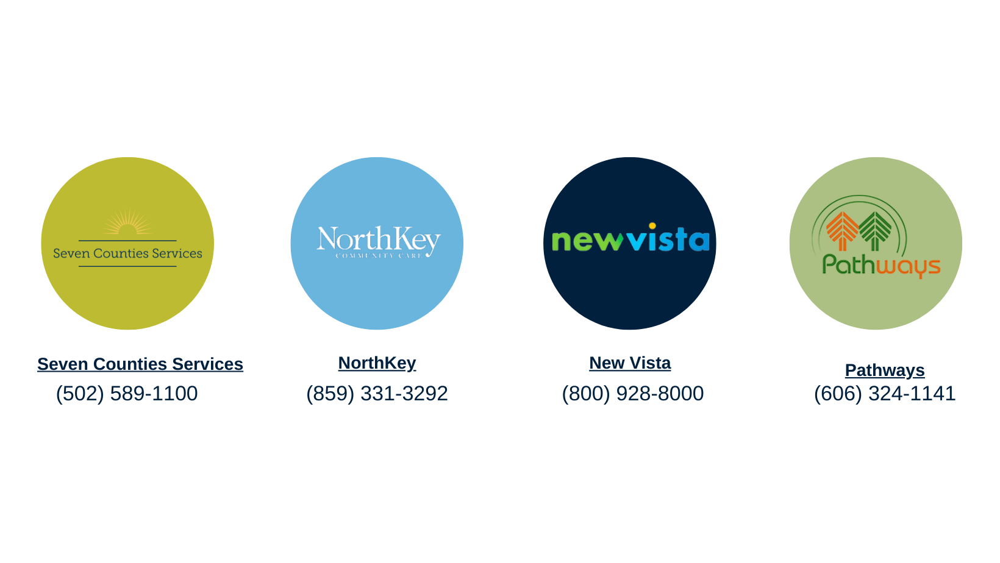 Seven Counties Services
NorthKey
COMMUNITY CARE
newvista
Pathways
Seven Counties Services
NorthKey
New Vista
Pathways
(502) 589-1100
(859) 331-3292
(800) 928-8000
(606) 324-1141